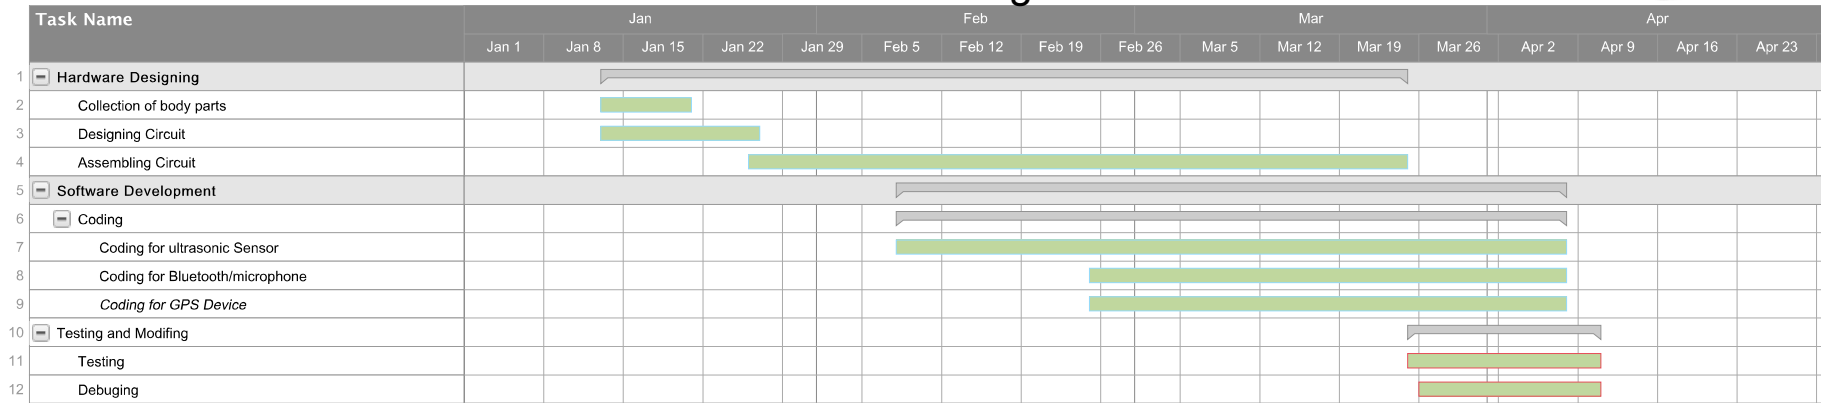 Task Name Jan Feb Mar Apr
Jan 1 Jan 8 Jan 15 Jan 22 Jan 29 Feb 5 Feb 12 Feb 19 Feb 26 Mar 5 Mar 12 Mar 19 Mar 26 Apr 2 Apr 9 Apr 16 Apr 23
1 Hardware Designing
2 Collection of body parts
3 Designing Circuit
4 Assembling Circuit
5 Software Development
6 Coding
7 Coding for ultrasonic Sensor
8 Coding for Bluetooth/microphone
9 Coding for GPS Device
10 Testing and Modifing
11 Testing
12 Debuging